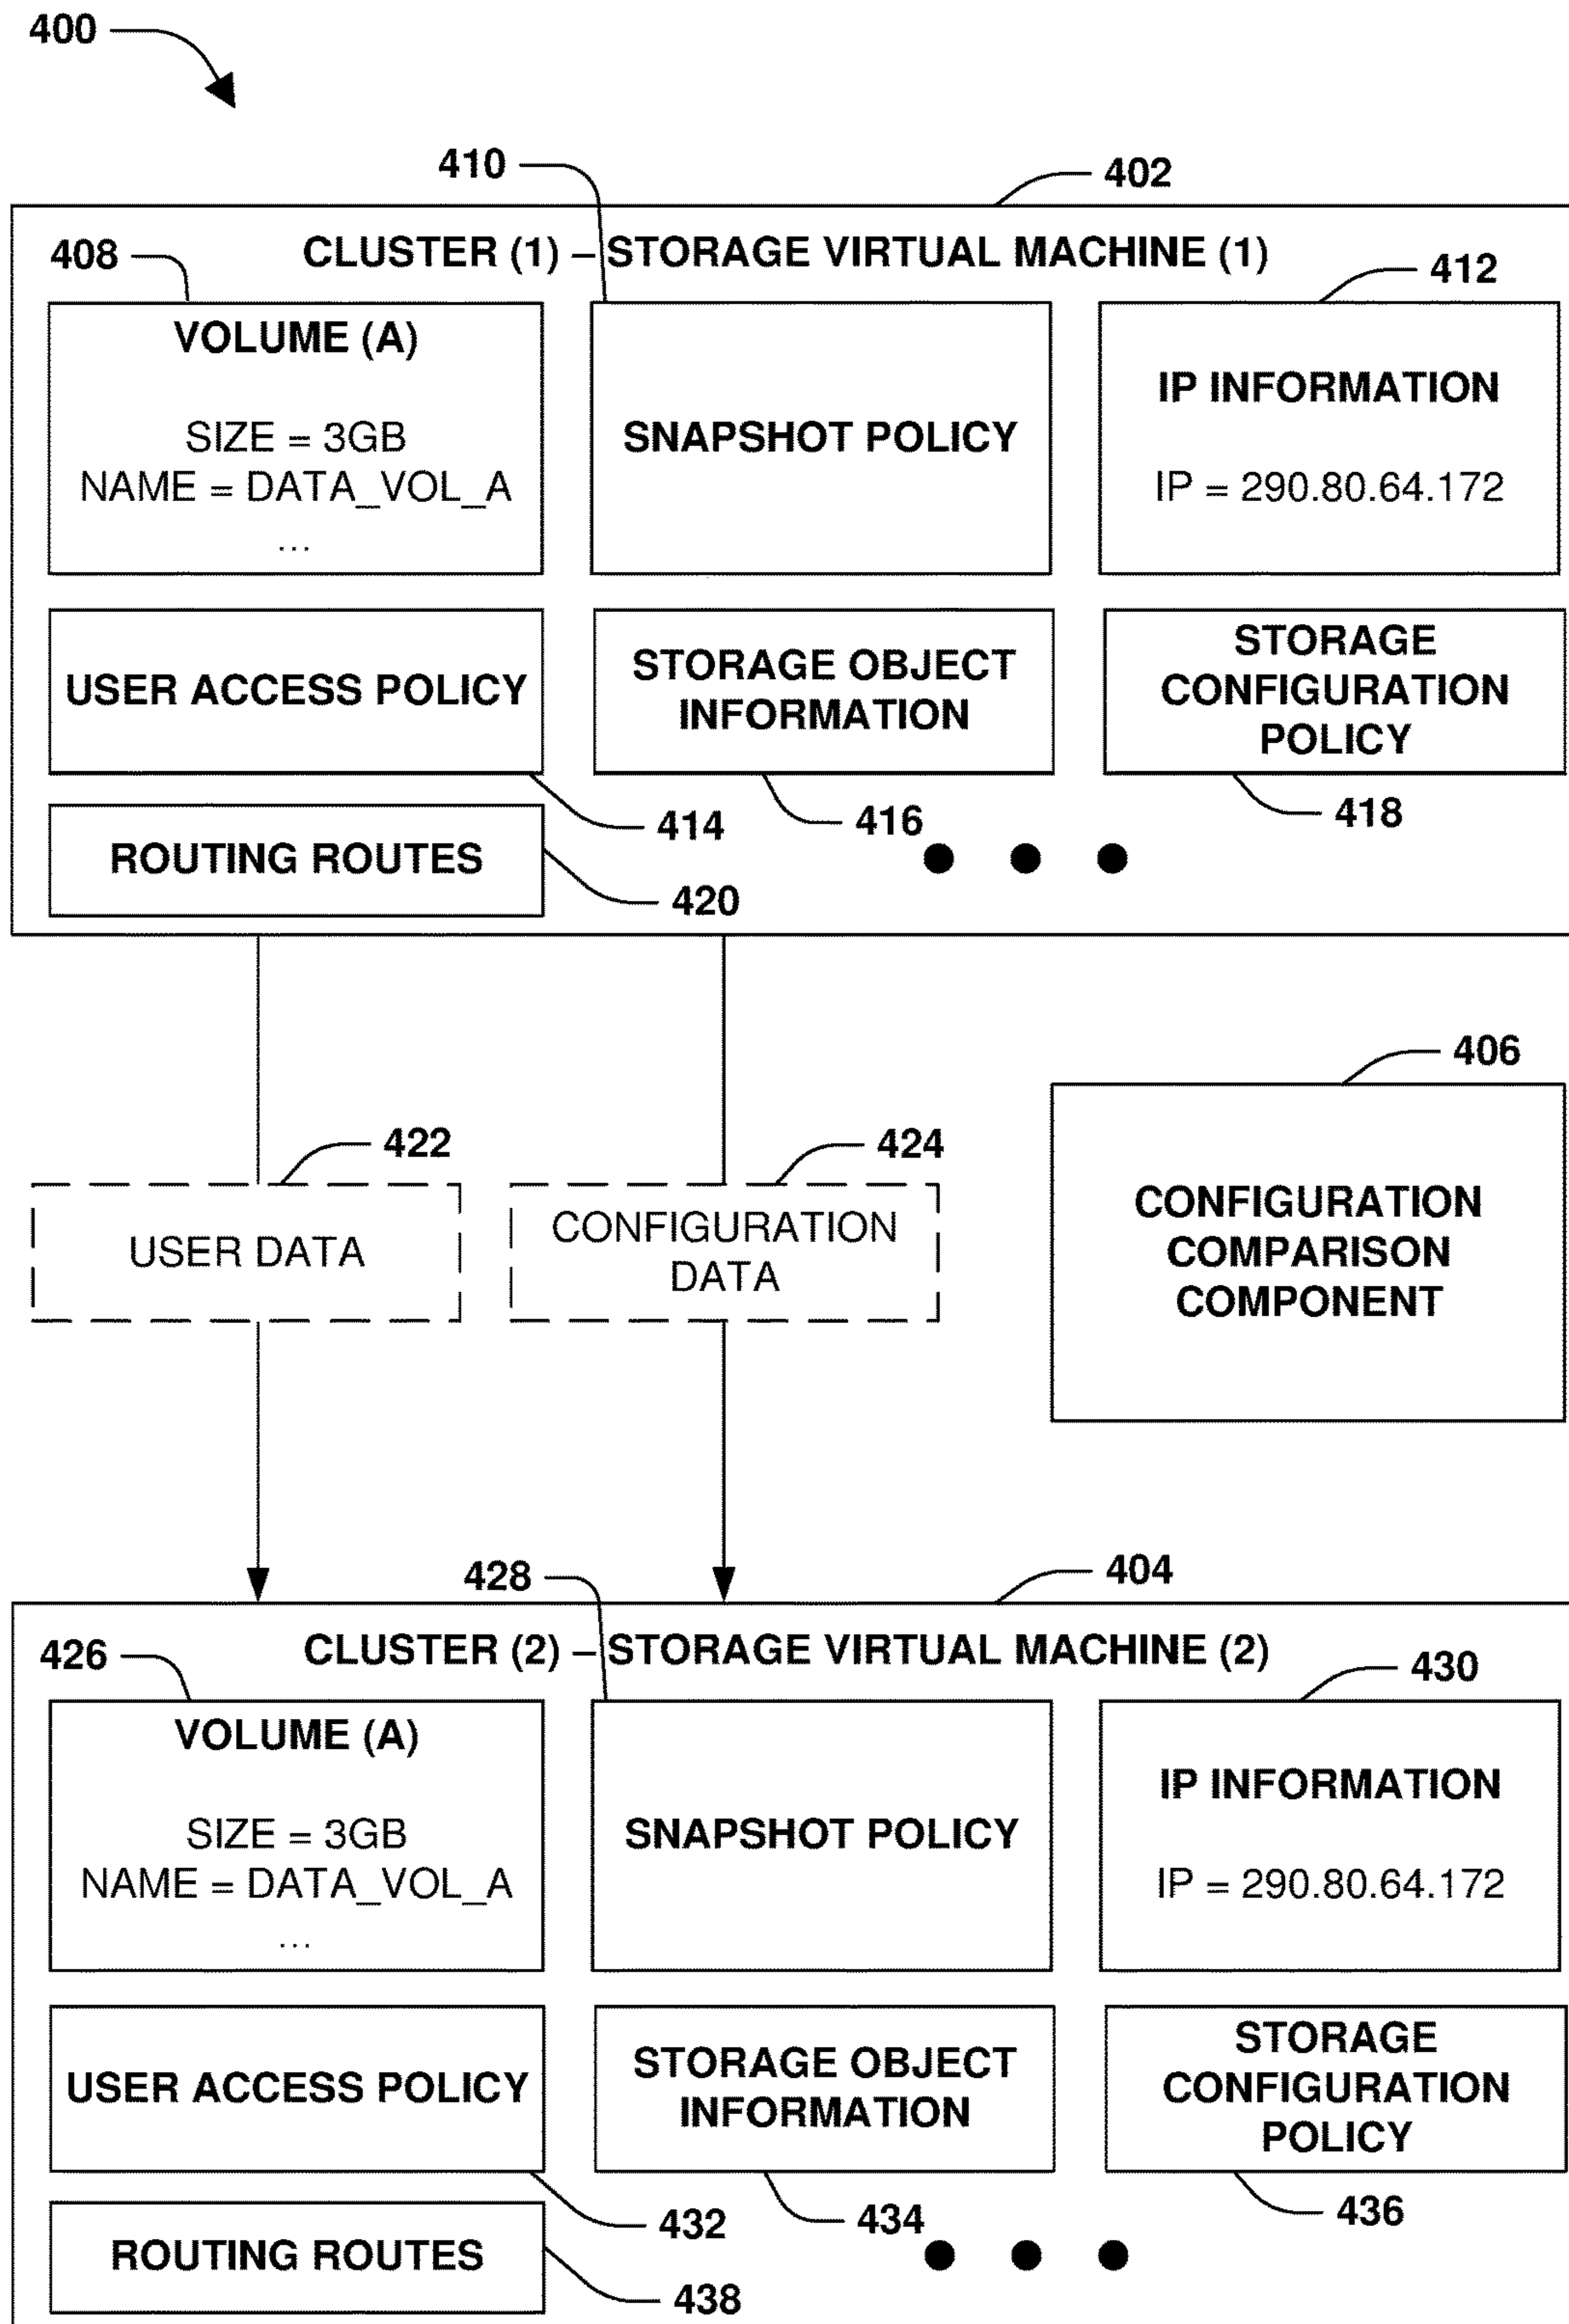 400
410
402
CLUSTER (1) – STORAGE VIRTUAL MACHINE (1)
408
412
VOLUME (A)
SIZE = 3GB
NAME = DATA_VOL_A
...
SNAPSHOT POLICY
IP INFORMATION
IP = 290.80.64.172
USER ACCESS POLICY
STORAGE OBJECT
INFORMATION
STORAGE
CONFIGURATION
POLICY
414
416
418
ROUTING ROUTES
420
406
422
424
USER DATA
CONFIGURATION
DATA
CONFIGURATION
COMPARISON
COMPONENT
428
404
CLUSTER (2) – STORAGE VIRTUAL MACHINE (2)
426
430
VOLUME (A)
SIZE = 3GB
NAME = DATA_VOL_A
...
SNAPSHOT POLICY
IP INFORMATION
IP = 290.80.64.172
USER ACCESS POLICY
STORAGE OBJECT
INFORMATION
STORAGE
CONFIGURATION
POLICY
432
434
436
ROUTING ROUTES
438